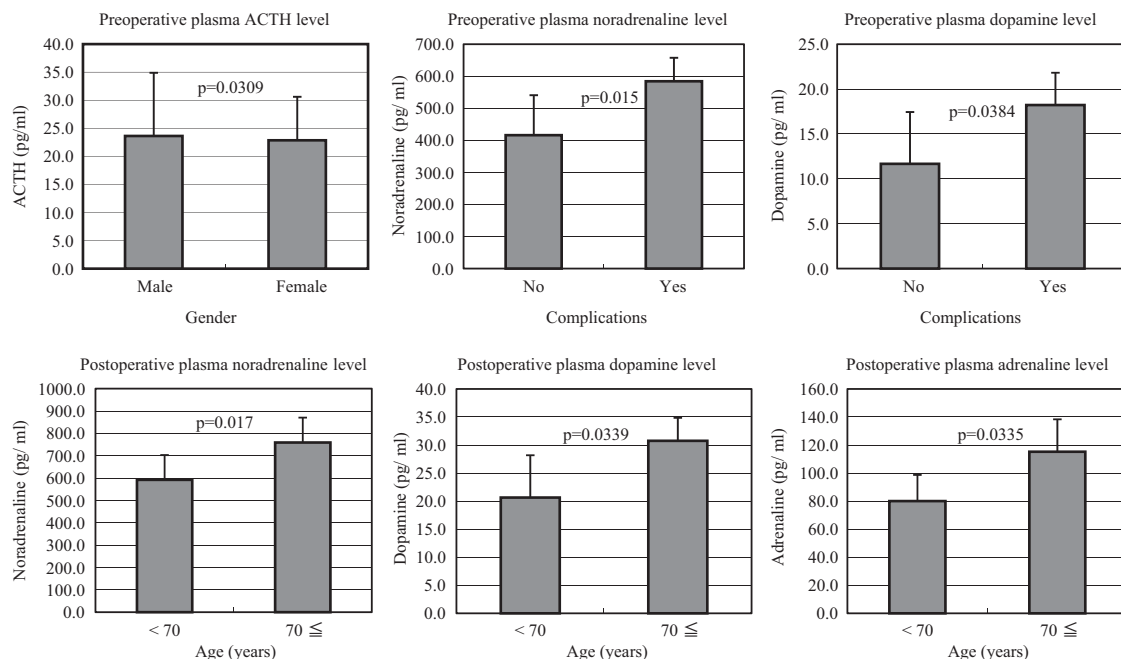 Preoperative plasma ACTH level
40.0
35.0
30.0
25.0
20.0
15.0
10.0
5.0
0.0
ACTH (pg/ml)
p=0.0309
Male Female
Gender
Preoperative plasma noradrenaline level
700.0
600.0
500.0
400.0
300.0
200.0
100.0
0.0
Noradrenaline (pg/ ml)
p=0.015
No Yes
Complications
Preoperative plasma dopamine level
25.0
20.0
15.0
10.0
5.0
0.0
Dopamine (pg/ ml)
p=0.0384
No Yes
Complications
Postoperative plasma noradrenaline level
1000.0
900.0
800.0
700.0
600.0
500.0
400.0
300.0
200.0
100.0
0.0
Noradrenaline (pg/ ml)
p=0.017
< 70 70 ≦
Age (years)
Postoperative plasma dopamine level
40.0
35.0
30.0
25.0
20.0
15.0
10.0
5.0
0.0
Dopamine (pg/ ml)
p=0.0339
< 70 70 ≦
Age (years)
Postoperative plasma adrenaline level
160.0
140.0
120.0
100.0
80.0
60.0
40.0
20.0
0.0
Adrenaline (pg/ ml)
p=0.0335
< 70 70 ≦
Age (years)